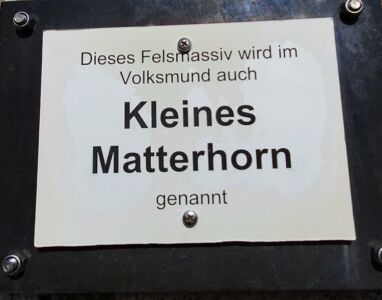 Dieses Felsmassiv wird im
Volksmund auch
Kleines
Matterhorn
genannt